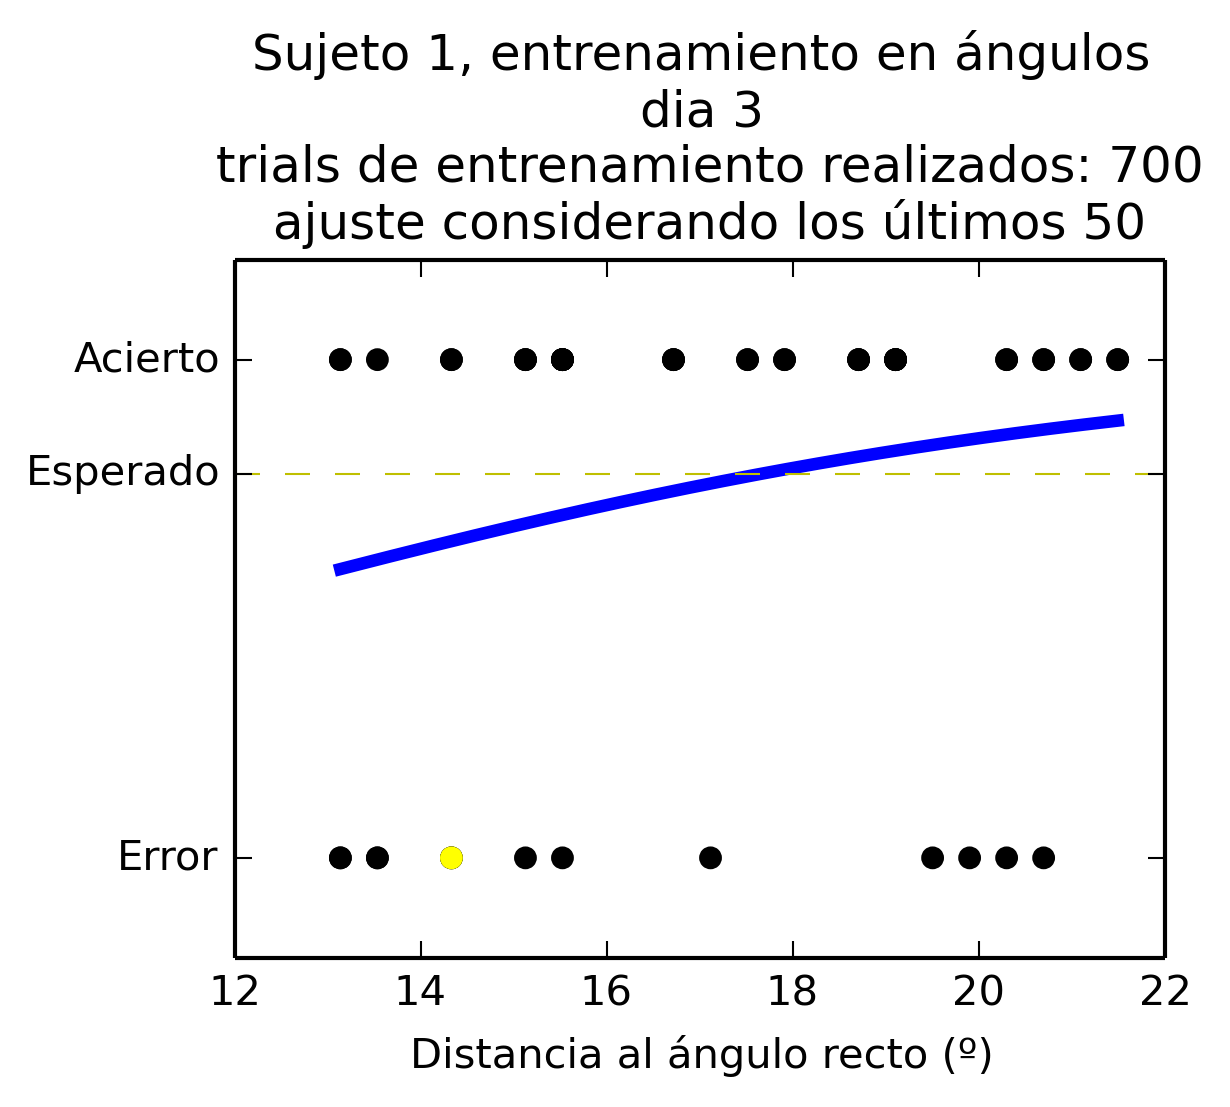 Sujeto 1, entrenamiento en ángulos
dia 3
trials de entrenamiento realizados: 700
ajuste considerando los últimos 50
Acierto
Esperado
Error
12 14 16 18 20 22
Distancia al ángulo recto (º)